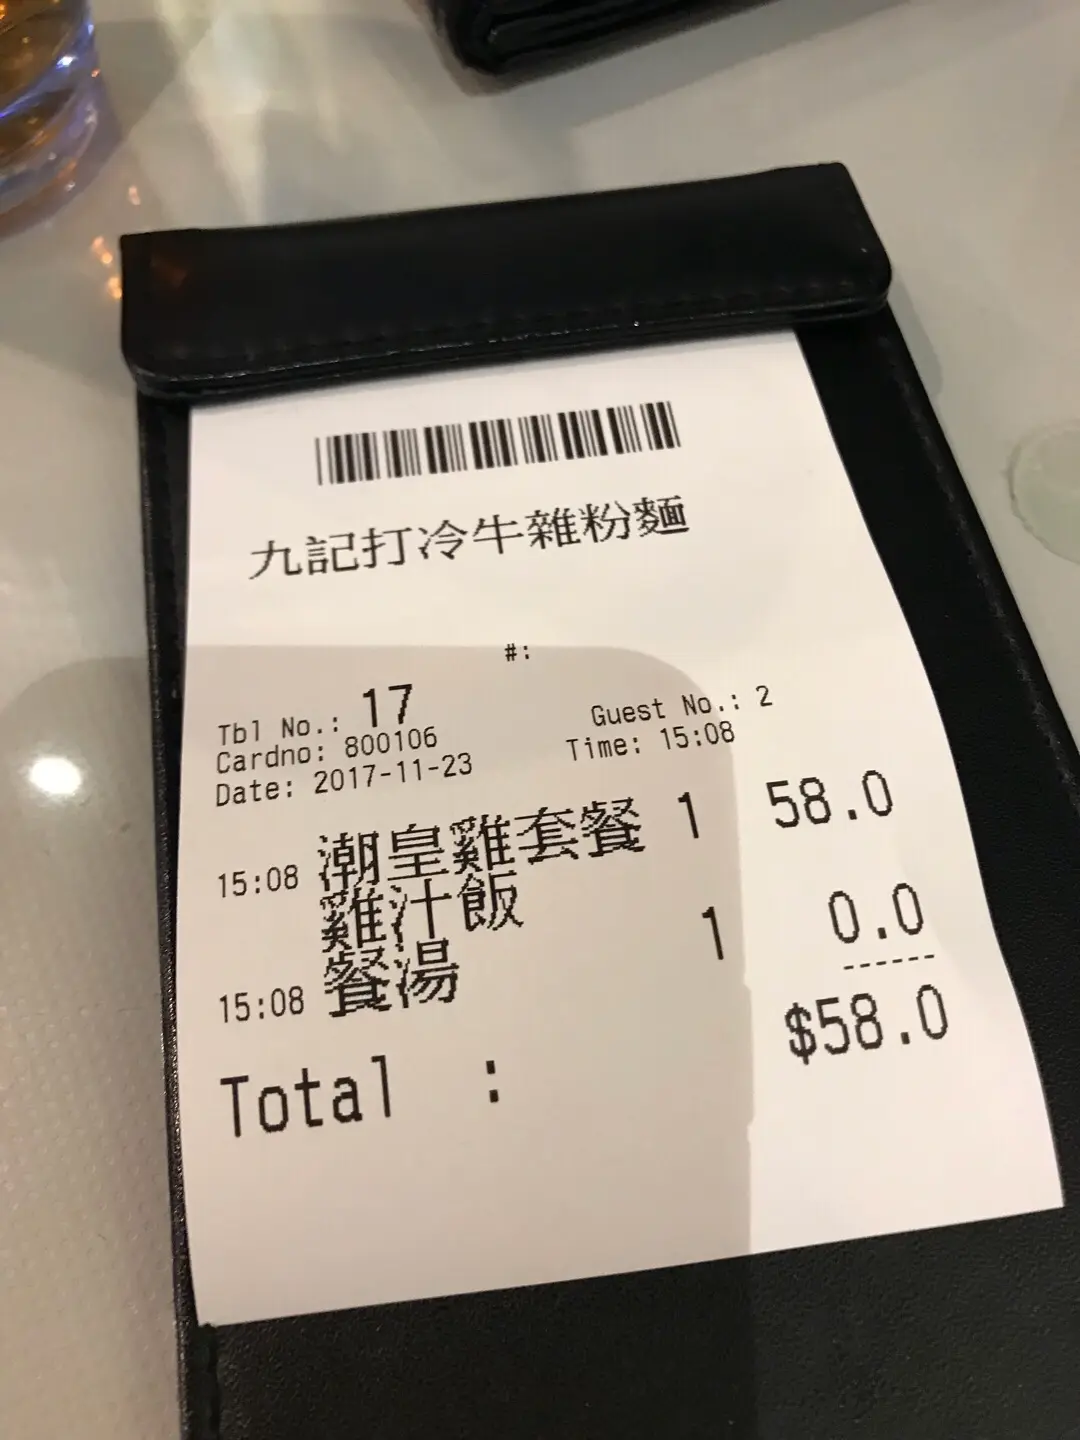 九記打冷牛雜粉麵
#:
Tbl No.: 17 Guest No.: 2
Cardno: 800106 Time: 15:08
Date: 2017-11-23
15:08 潮皇雞套餐 1 58.0
雞汁飯
15:08 餐湯 1 0.0
------
Total : $58.0